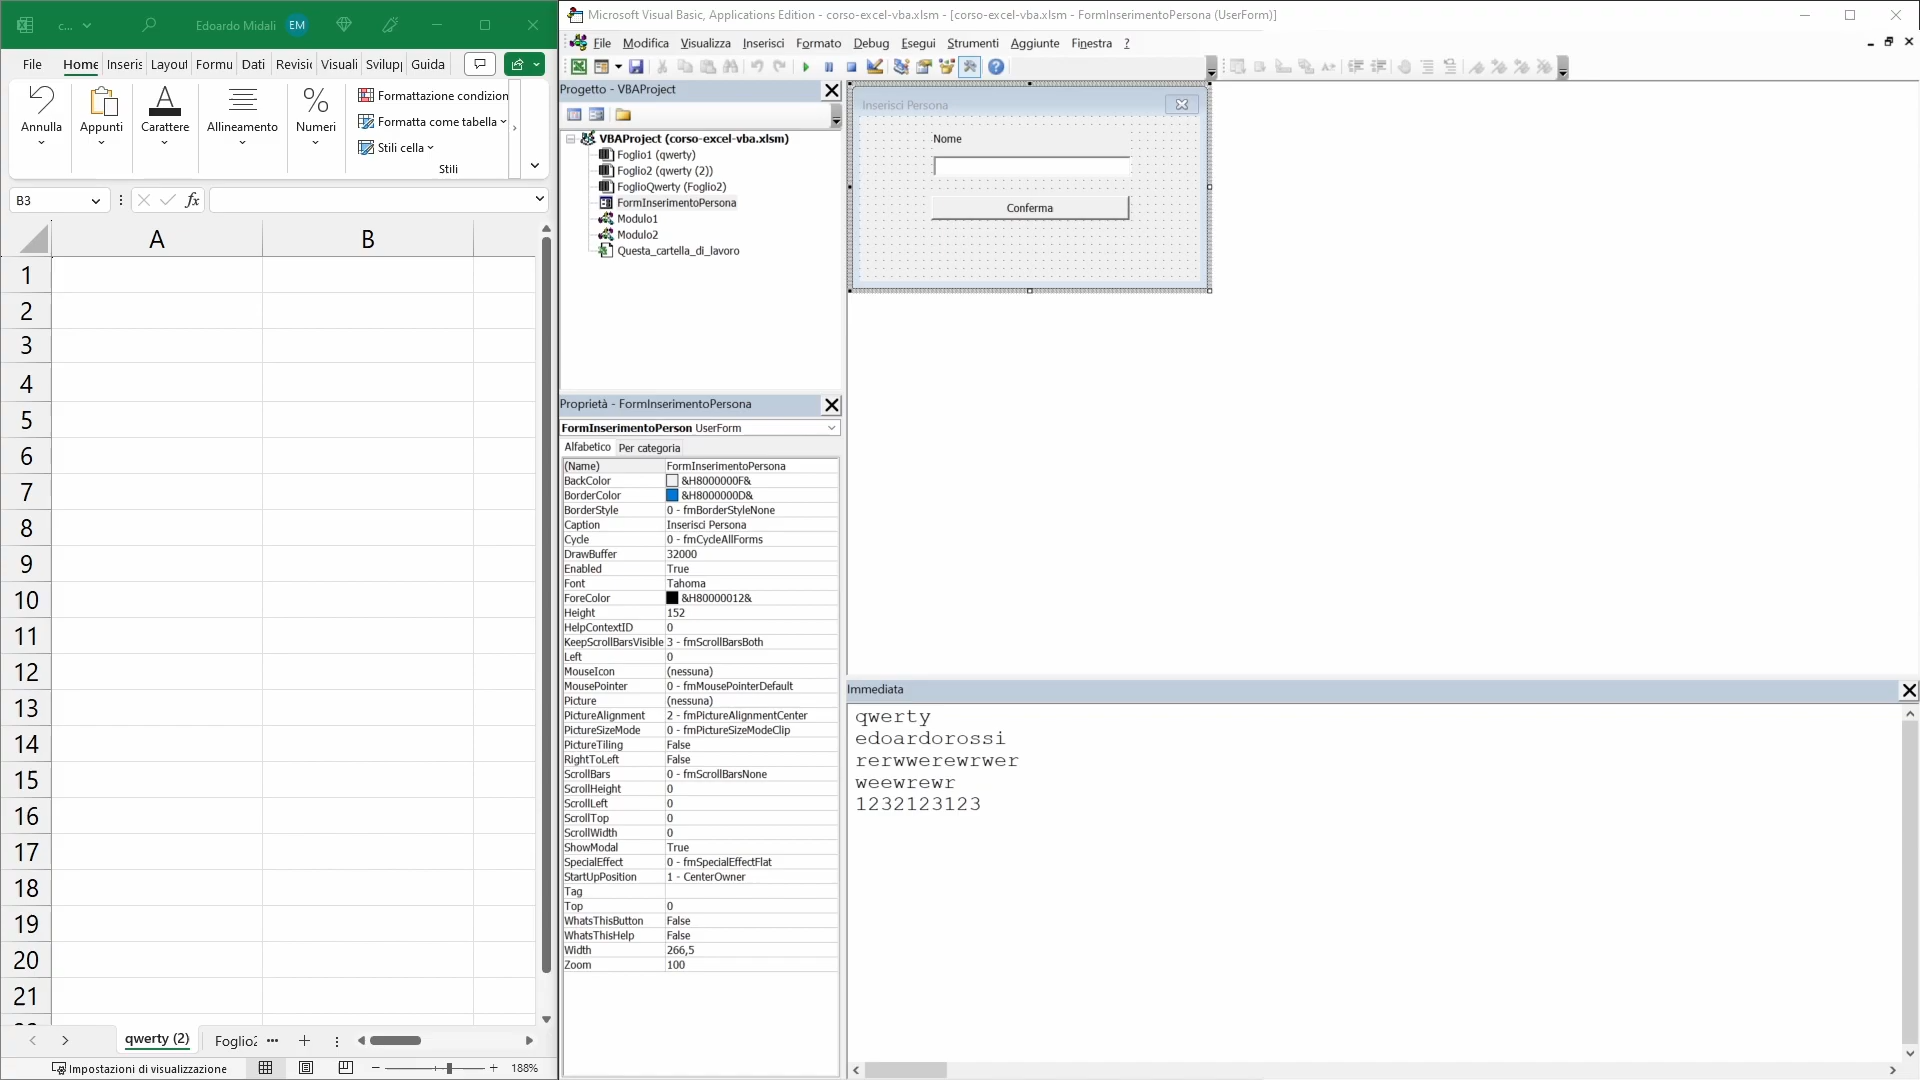 Edoardo Midali EM
File Home Inseris Layout Formu Dati Revisi Visuali Svilupp Guida
Annulla
Appunti
Carattere
Allineamento
Numeri
Formattazione condizion
Formatta come tabella
Stili cella
Stili
B3
fx
A B
1
2
3
4
5
6
7
8
9
10
11
12
13
14
15
16
17
18
19
20
21
qwerty (2) Foglio2
Impostazioni di visualizzazione
188%
Microsoft Visual Basic, Applications Edition - corso-excel-vba.xlsm - [corso-excel-vba.xlsm - FormInserimentoPersona (UserForm)]
File Modifica Visualizza Inserisci Formato Debug Esegui Strumenti Aggiunte Finestra ?
Progetto - VBAProject
VBAProject (corso-excel-vba.xlsm)
Foglio1 (qwerty)
Foglio2 (qwerty (2))
FoglioQwerty (Foglio2)
FormInserimentoPersona
Modulo1
Modulo2
Questa_cartella_di_lavoro
Proprietà - FormInserimentoPersona
FormInserimentoPerson UserForm
Alfabetico Per categoria
(Name) FormInserimentoPersona
BackColor &H8000000F&
BorderColor &H8000000D&
BorderStyle 0 - fmBorderStyleNone
Caption Inserisci Persona
Cycle 0 - fmCycleAllForms
DrawBuffer 32000
Enabled True
Font Tahoma
ForeColor &H80000012&
Height 152
HelpContextID 0
KeepScrollBarsVisible 3 - fmScrollBarsBoth
Left 0
MouseIcon (nessuna)
MousePointer 0 - fmMousePointerDefault
Picture (nessuna)
PictureAlignment 2 - fmPictureAlignmentCenter
PictureSizeMode 0 - fmPictureSizeModeClip
PictureTiling False
RightToLeft False
ScrollBars 0 - fmScrollBarsNone
ScrollHeight 0
ScrollLeft 0
ScrollTop 0
ScrollWidth 0
ShowModal True
SpecialEffect 0 - fmSpecialEffectFlat
StartUpPosition 1 - CenterOwner
Tag
Top 0
WhatsThisButton False
WhatsThisHelp False
Width 266,5
Zoom 100
Inserisci Persona
Nome
Conferma
Immediata
qwerty
edoardorossi
rerwwerewrwer
weewrewr
1232123123